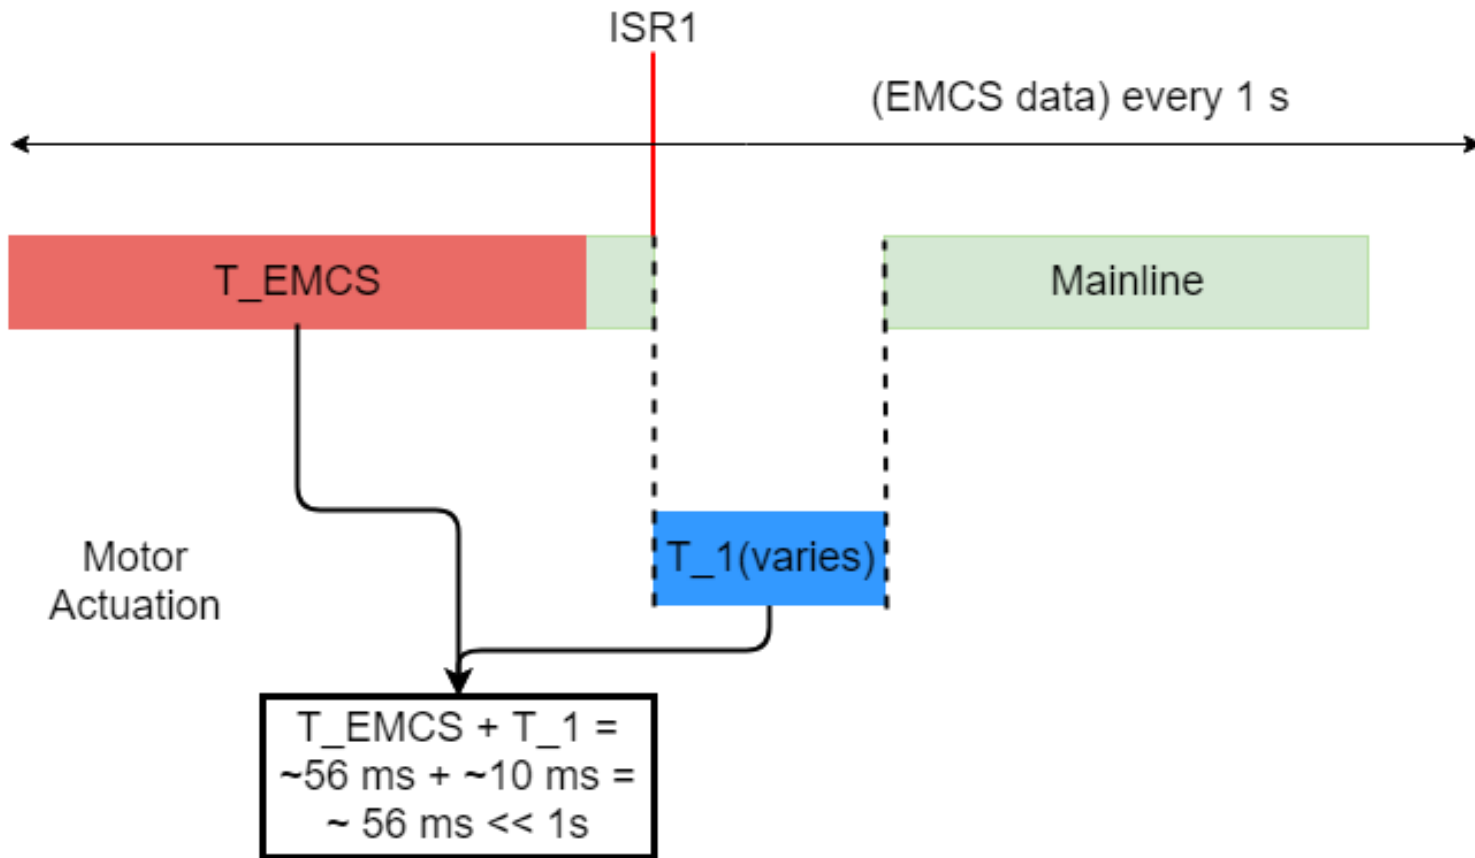 ISR1
(EMCS data) every 1 s
T_EMCS
Mainline
T_1(varies)
Motor
Actuation
T_EMCS + T_1 =
~56 ms + ~10 ms =
~ 56 ms << 1s